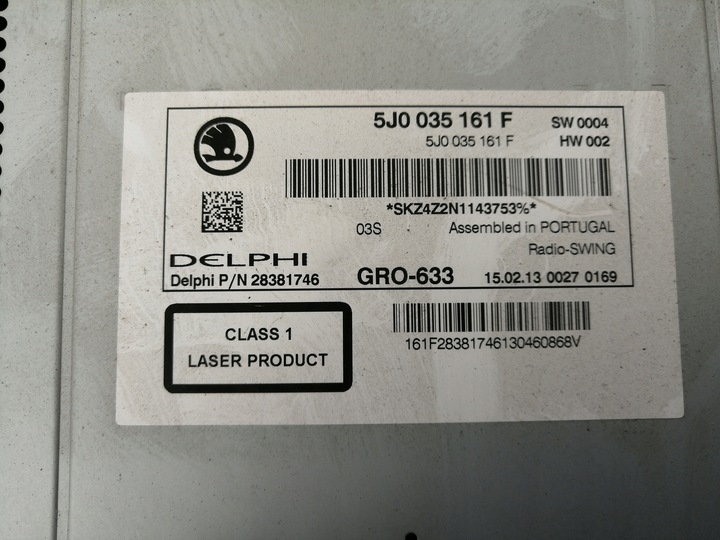 5J0 035 161 F SW 0004
5J0 035 161 F HW 002
*SKZ4Z2N1143753%*
03S Assembled in PORTUGAL
Radio-SWING
DELPHI
Delphi P/N 28381746 GRO-633 15.02.13 0027 0169
CLASS 1
LASER PRODUCT
161F28381746130460868V